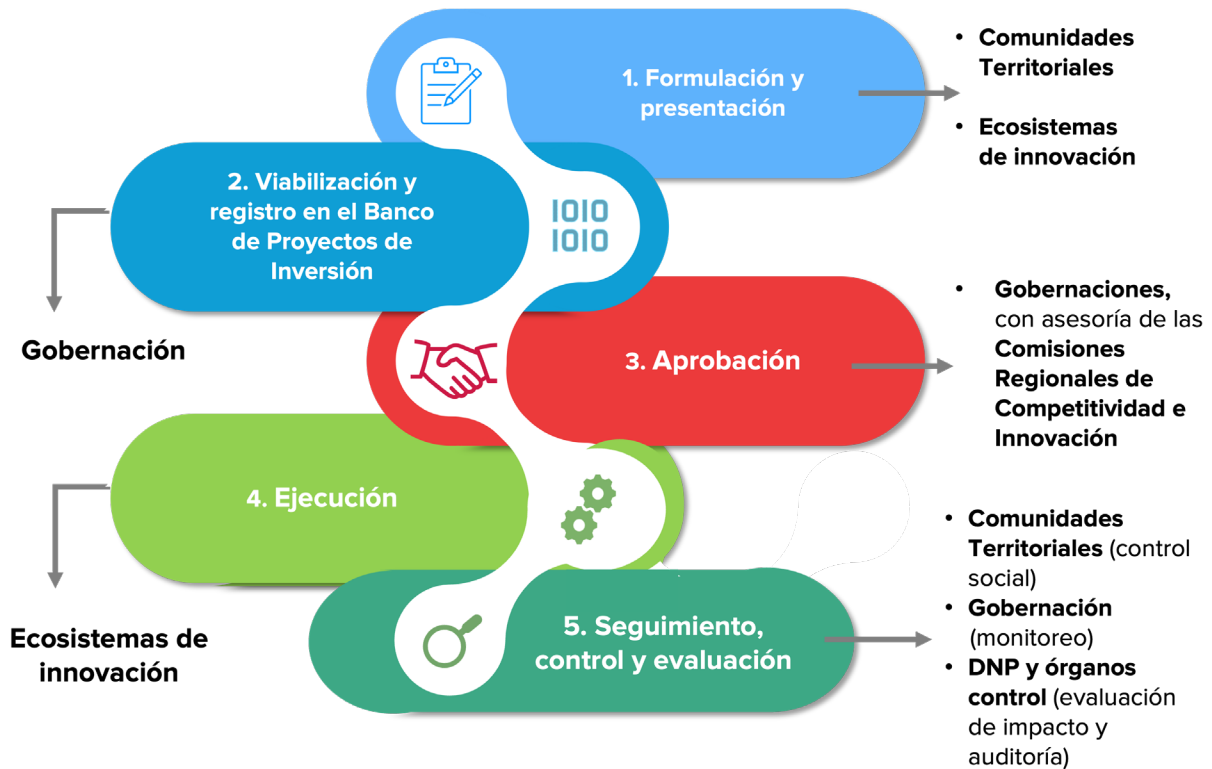 1. Formulación y
presentación
• Comunidades
Territoriales
• Ecosistemas
de innovación
2. Viabilización y
registro en el Banco
de Proyectos de
Inversión
1010
1010
Gobernación
3. Aprobación
• Gobernaciones,
con asesoría de las
Comisiones
Regionales de
Competitividad e
Innovación
4. Ejecución
Ecosistemas de
innovación
5. Seguimiento,
control y evaluación
• Comunidades
Territoriales (control
social)
• Gobernación
(monitoreo)
• DNP y órganos
control (evaluación
de impacto y
auditoría)